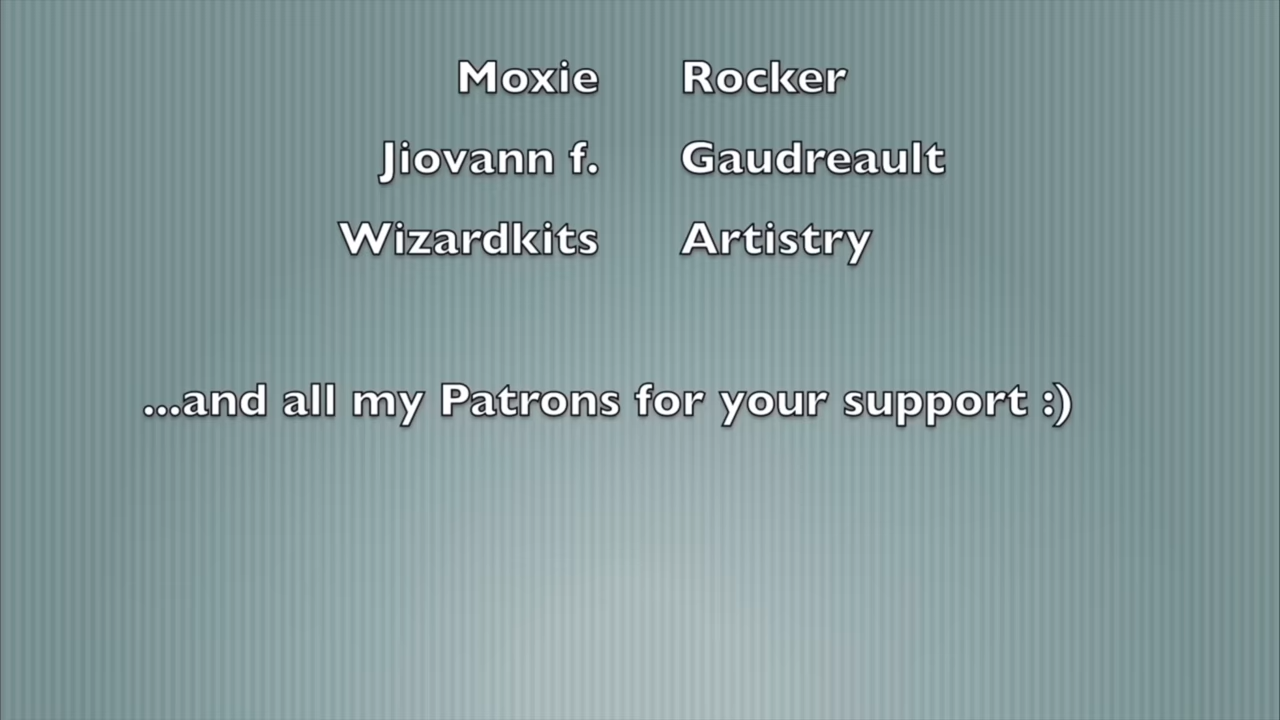 Moxie Rocker
Jiovann f. Gaudreault
Wizardkits Artistry
...and all my Patrons for your support :)